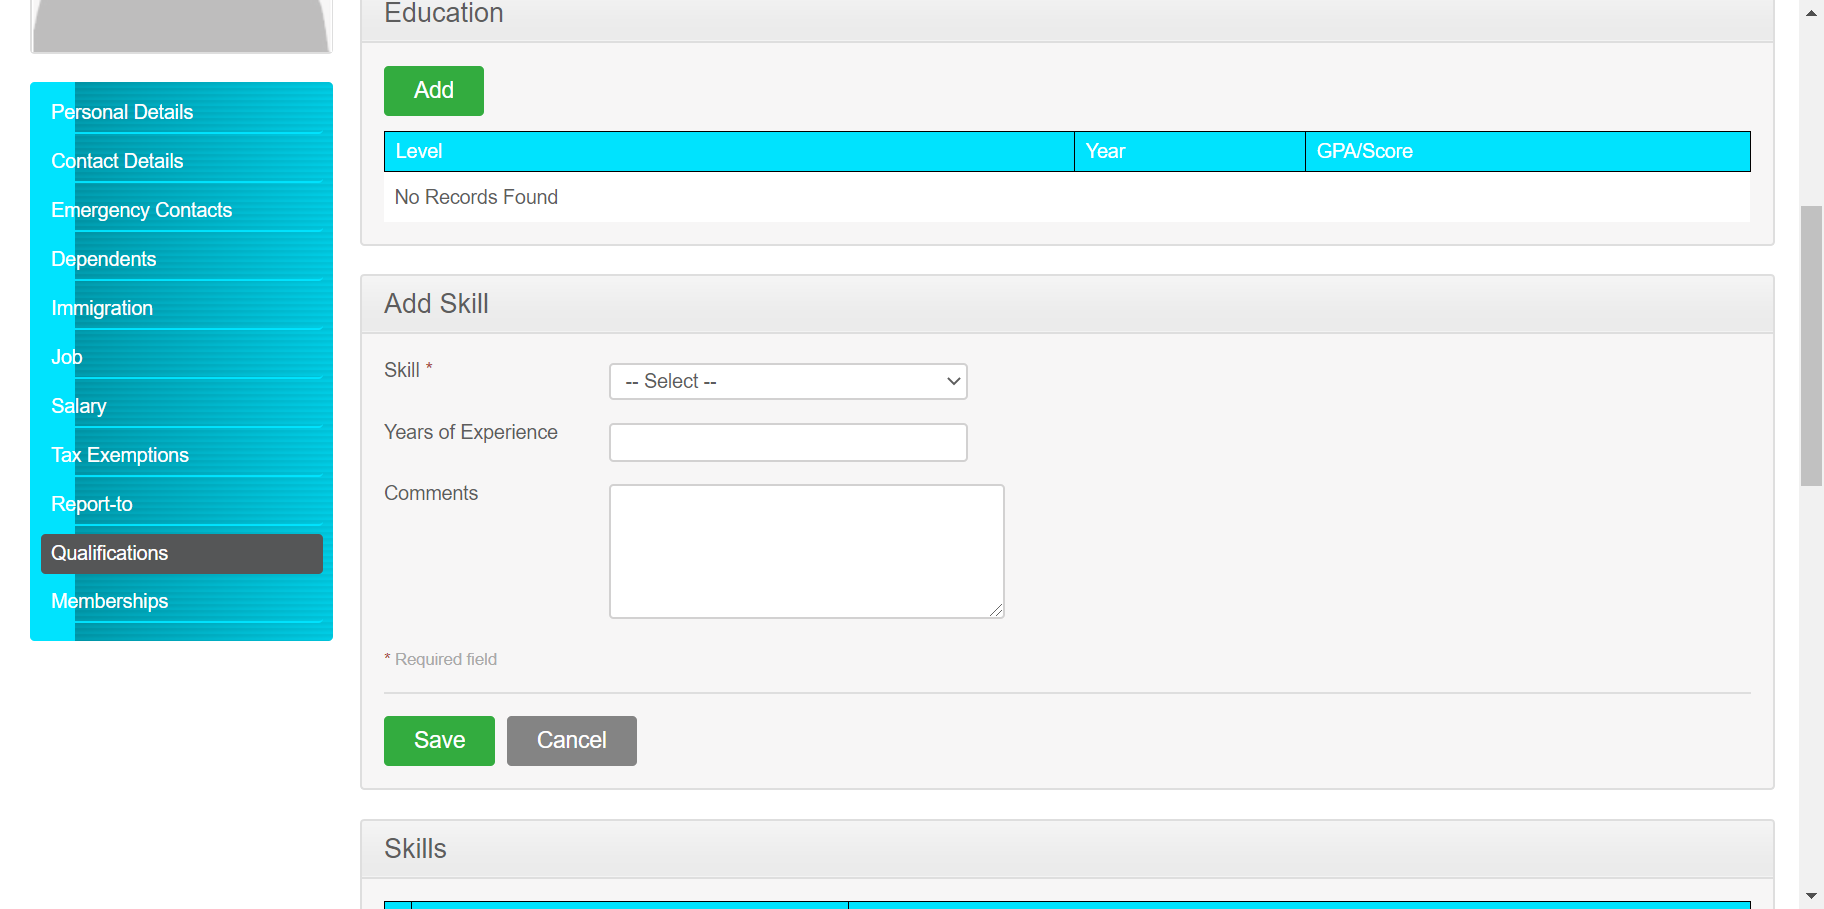 Education
Add
Level Year GPA/Score
No Records Found
Personal Details
Contact Details
Emergency Contacts
Dependents
Immigration
Job
Salary
Tax Exemptions
Report-to
Qualifications
Memberships
Add Skill
Skill *
-- Select --
Years of Experience
Comments
* Required field
Save Cancel
Skills